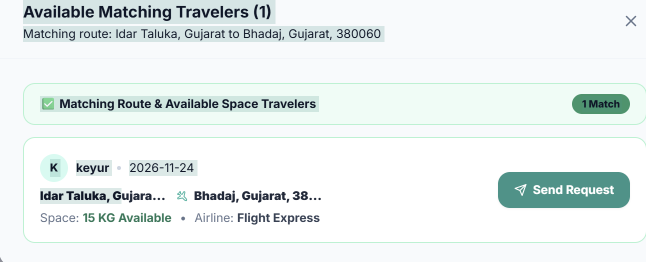 Available Matching Travelers (1)
Matching route: Idar Taluka, Gujarat to Bhadaj, Gujarat, 380060
Matching Route & Available Space Travelers
1 Match
K keyur • 2026-11-24
Idar Taluka, Gujara... Bhadaj, Gujarat, 38...
Send Request
Space: 15 KG Available • Airline: Flight Express